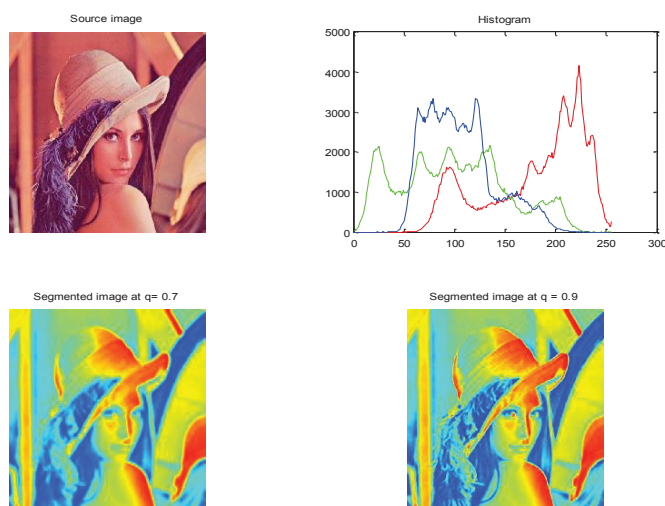 Source image
Histogram
5000
4000
3000
2000
1000
0
0 50 100 150 200 250 300
Segmented image at q= 0.7
Segmented image at q = 0.9